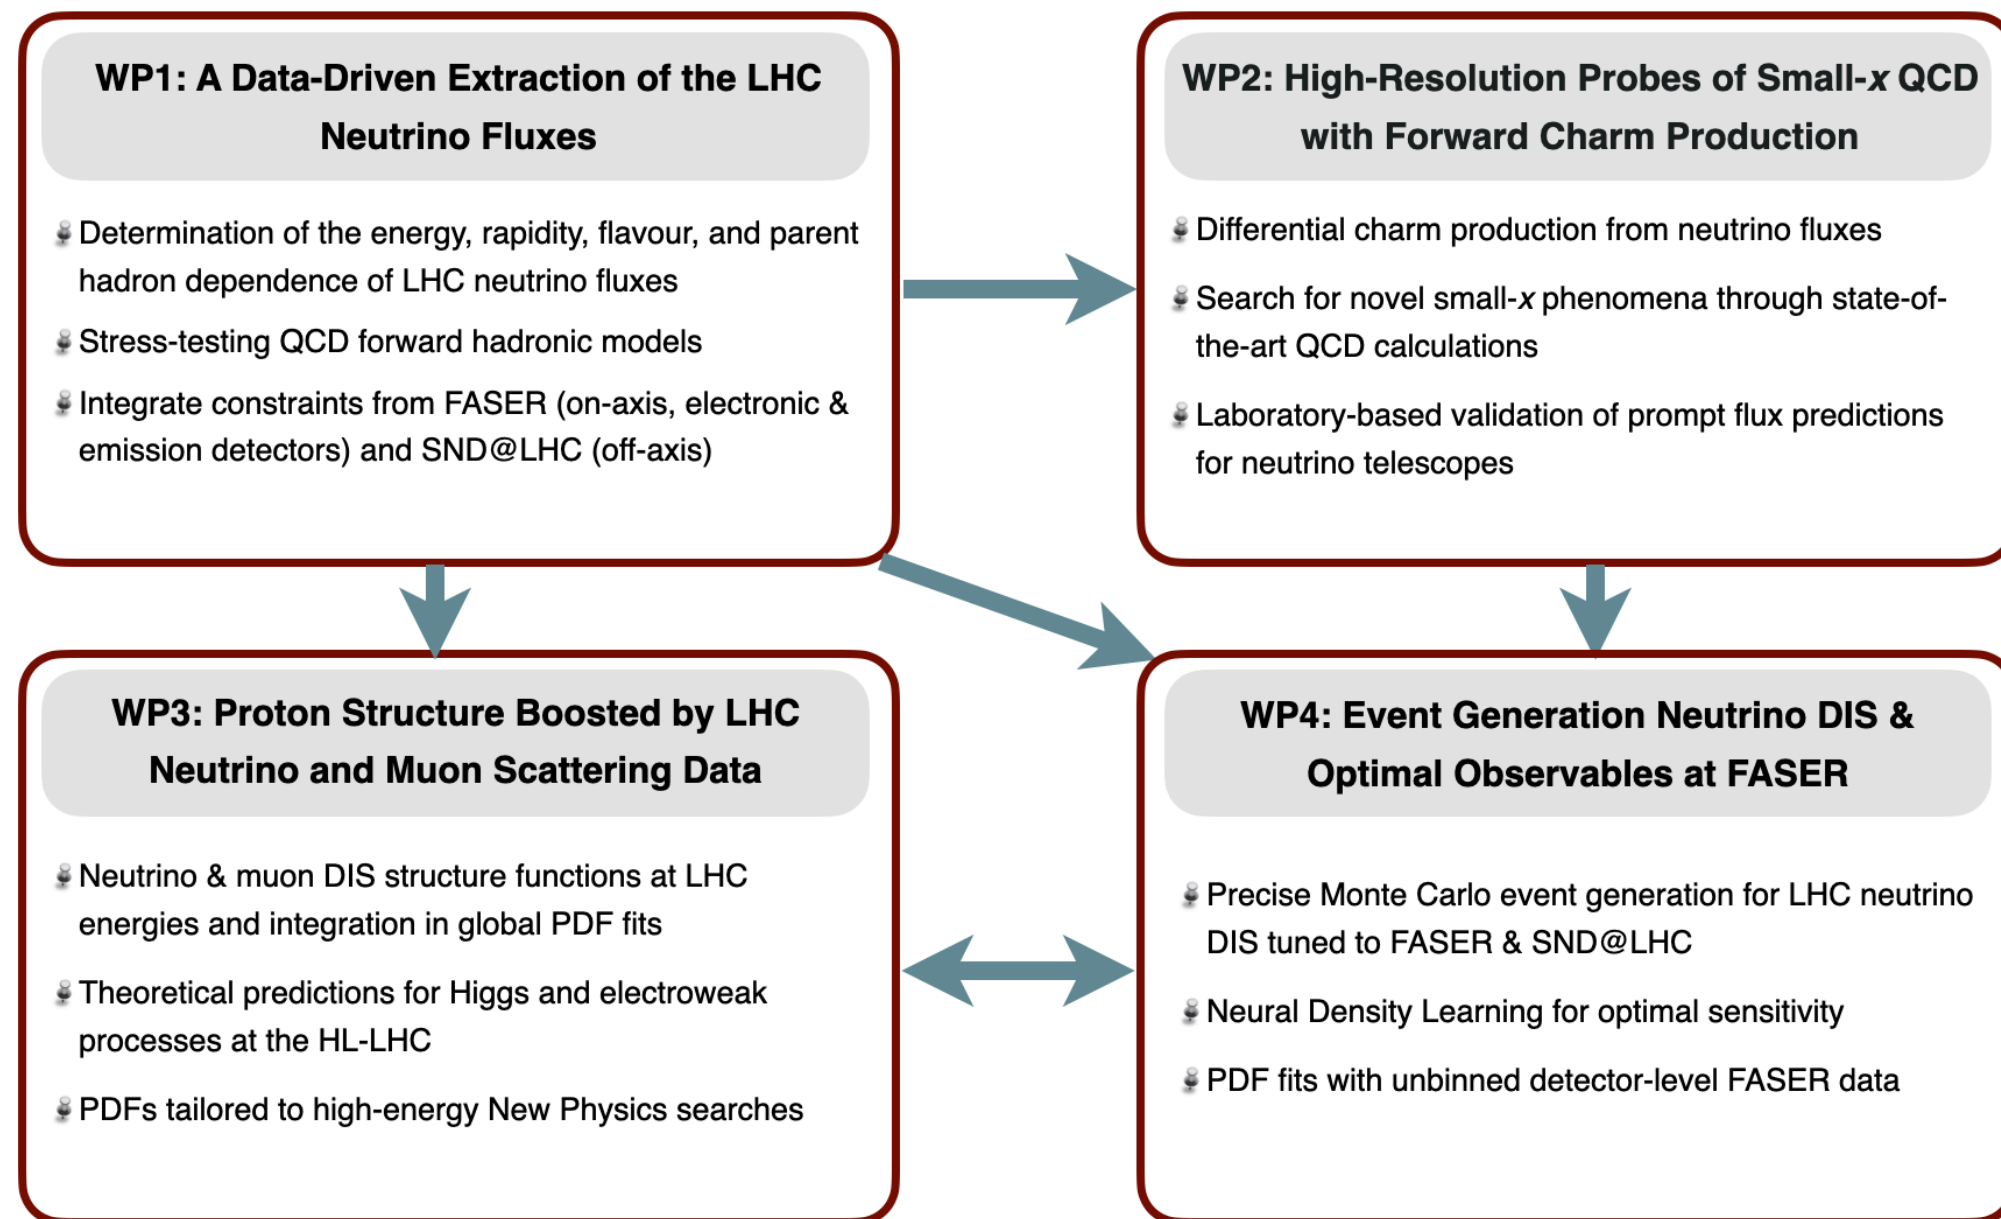 WP1: A Data-Driven Extraction of the LHC
Neutrino Fluxes
Determination of the energy, rapidity, flavour, and parent
hadron dependence of LHC neutrino fluxes
Stress-testing QCD forward hadronic models
Integrate constraints from FASER (on-axis, electronic &
emission detectors) and SND@LHC (off-axis)
WP2: High-Resolution Probes of Small-x QCD
with Forward Charm Production
Differential charm production from neutrino fluxes
Search for novel small-x phenomena through state-of-
the-art QCD calculations
Laboratory-based validation of prompt flux predictions
for neutrino telescopes
WP3: Proton Structure Boosted by LHC
Neutrino and Muon Scattering Data
Neutrino & muon DIS structure functions at LHC
energies and integration in global PDF fits
Theoretical predictions for Higgs and electroweak
processes at the HL-LHC
PDFs tailored to high-energy New Physics searches
WP4: Event Generation Neutrino DIS &
Optimal Observables at FASER
Precise Monte Carlo event generation for LHC neutrino
DIS tuned to FASER & SND@LHC
Neural Density Learning for optimal sensitivity
PDF fits with unbinned detector-level FASER data